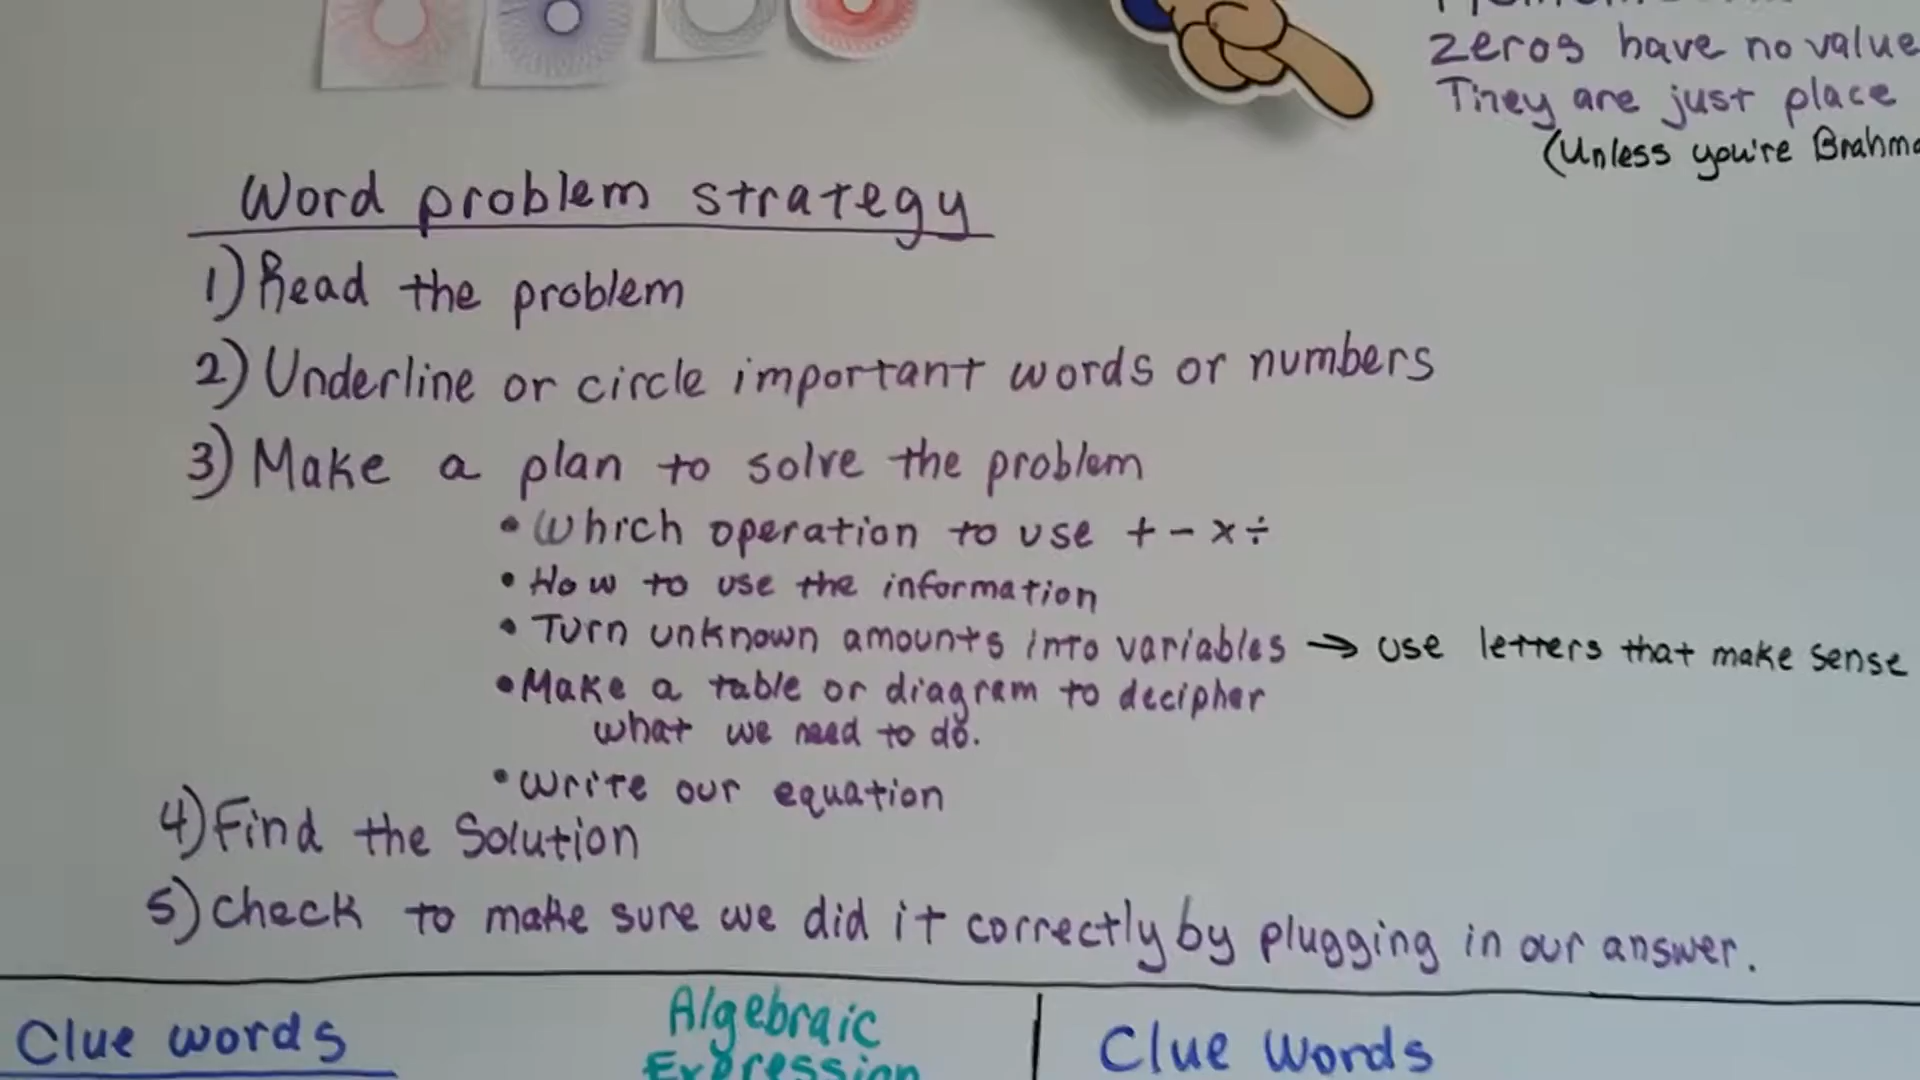 zeros have no value
They are just place
(Unless you're Brahma
Word problem strategy
1) Read the problem
2) Underline or circle important words or numbers
3) Make a plan to solve the problem
• Which operation to use + - x ÷
• How to use the information
• Turn unknown amounts into variables → use letters that make sense
• Make a table or diagram to decipher
what we need to do.
• Write our equation
4) Find the Solution
5) Check to make sure we did it correctly by plugging in our answer.
Clue words
Algebraic
Expression
Clue Words